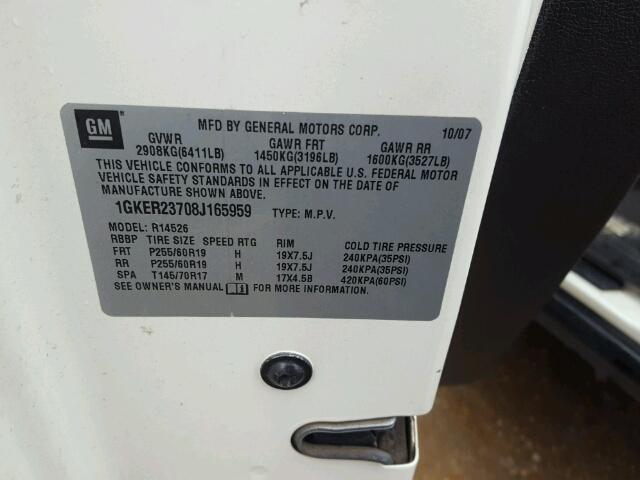 GM
MFD BY GENERAL MOTORS CORP. 10/07
GVWR GAWR FRT GAWR RR
2908KG(6411LB) 1450KG(3196LB) 1600KG(3527LB)
THIS VEHICLE CONFORMS TO ALL APPLICABLE U.S. FEDERAL MOTOR
VEHICLE SAFETY STANDARDS IN EFFECT ON THE DATE OF
MANUFACTURE SHOWN ABOVE.
1GKER23708J165959 TYPE: M.P.V.
MODEL: R14526
RBBP TIRE SIZE SPEED RTG RIM COLD TIRE PRESSURE
FRT P255/60R19 H 19X7.5J 240KPA(35PSI)
RR P255/60R19 H 19X7.5J 240KPA(35PSI)
SPA T145/70R17 M 17X4.5B 420KPA(60PSI)
SEE OWNER'S MANUAL FOR MORE INFORMATION.